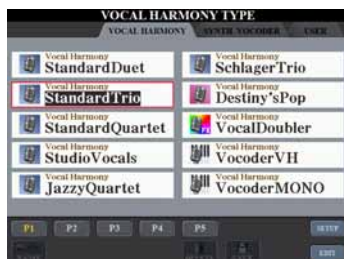 VOCAL HARMONY TYPE
VOCAL HARMONY
SYNTH VOCODER
USER
Vocal Harmony
StandardDuet
Vocal Harmony
SchlagerTrio
Vocal Harmony
StandardTrio
Vocal Harmony
Destiny'sPop
Vocal Harmony
StandardQuartet
Vocal Harmony
VocalDoubler
Vocal Harmony
StudioVocals
Vocal Harmony
VocoderVH
Vocal Harmony
JazzyQuartet
Vocal Harmony
VocoderMONO
P1
P2
P3
P4
P5
SETUP
EDIT